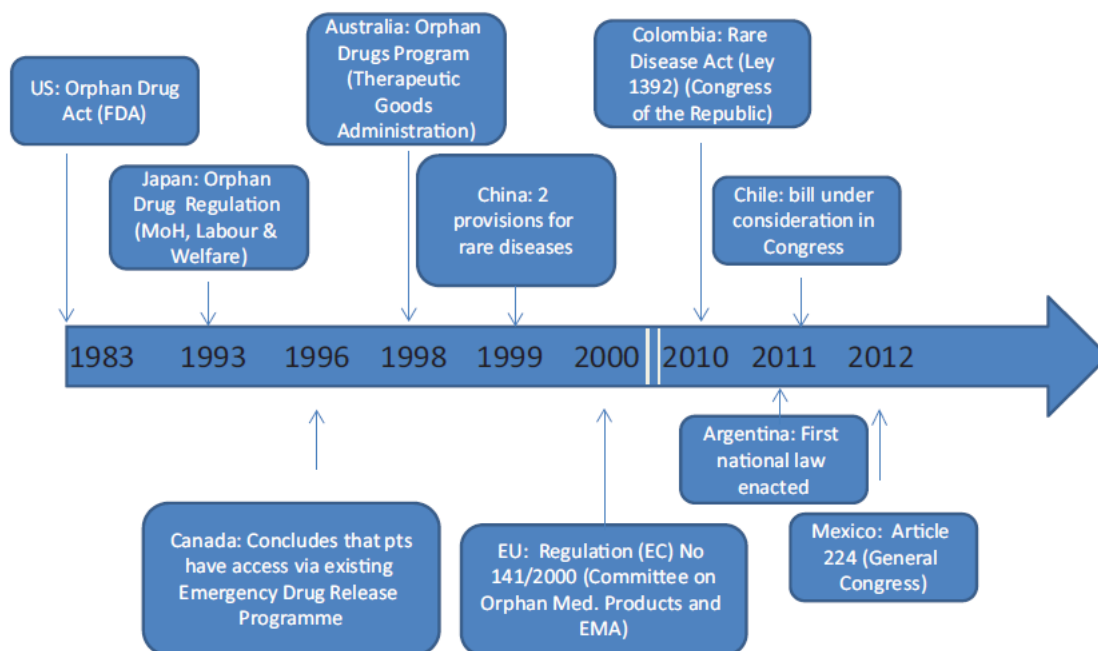 US: Orphan Drug
Act (FDA)
Japan: Orphan
Drug Regulation
(MoH, Labour &
Welfare)
Australia: Orphan
Drugs Program
(Therapeutic
Goods
Administration)
China: 2
provisions for
rare diseases
Colombia: Rare
Disease Act (Ley
1392) (Congress
of the Republic)
Chile: bill under
consideration in
Congress
1983 1993 1996 1998 1999 2000 2010 2011 2012
Canada: Concludes that pts
have access via existing
Emergency Drug Release
Programme
EU: Regulation (EC) No
141/2000 (Committee on
Orphan Med. Products and
EMA)
Argentina: First
national law
enacted
Mexico: Article
224 (General
Congress)